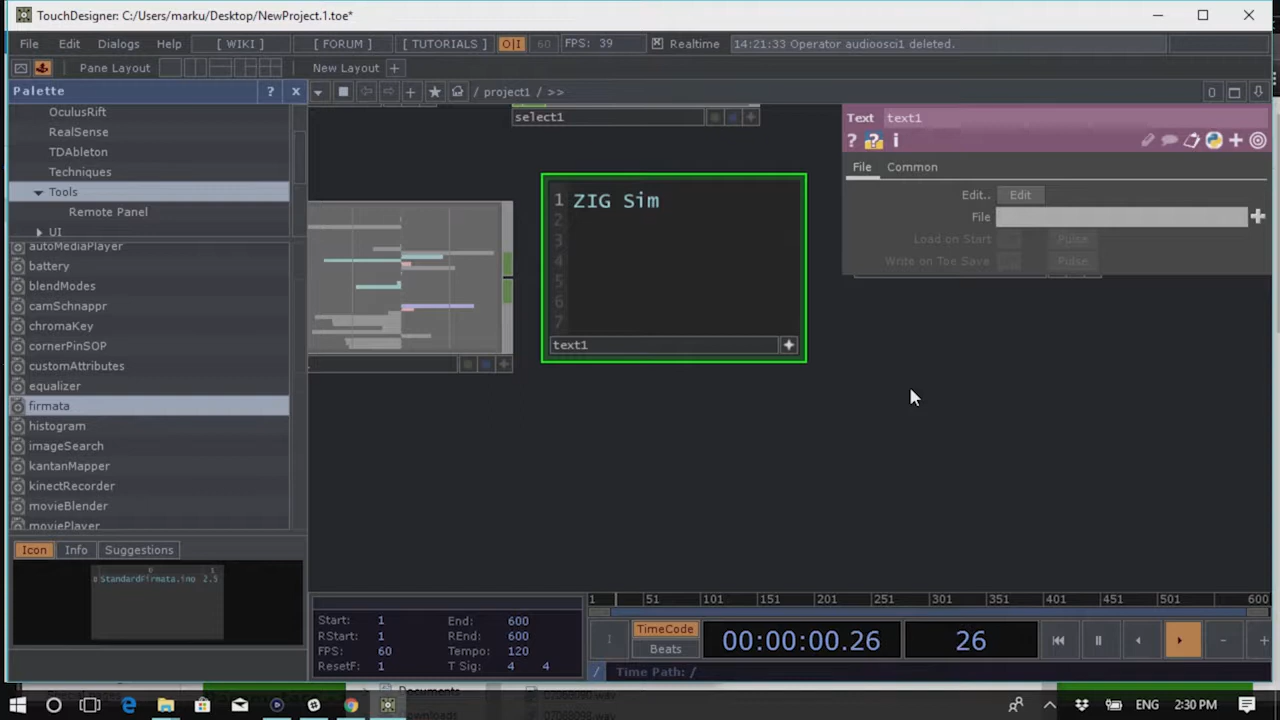 TouchDesigner: C:/Users/marku/Desktop/NewProject.1.toe*
File Edit Dialogs Help [ WIKI ] [ FORUM ] [ TUTORIALS ] O|I 60 FPS: 39 Realtime 14:21:33 Operator audioosci1 deleted.
Pane Layout New Layout +
Palette ? x
/ project1 / >> 0
OculusRift
RealSense
TDAbleton
Techniques
Tools
Remote Panel
UI
autoMediaPlayer
battery
blendModes
camSchnappr
chromaKey
cornerPinSOP
customAttributes
equalizer
firmata
histogram
imageSearch
kantanMapper
kinectRecorder
movieBlender
moviePlayer
Icon Info Suggestions
0 1
0 StandardFirmata.ino 2.5
select1
1 ZIG Sim
2
3
4
5
6
7
text1
Text text1
? ? i
File Common
Edit.. Edit
File
Load on Start Pulse
Write on Toe Save Pulse
1 51 101 151 201 251 301 351 401 451 501 600
Start: 1 End: 600
RStart: 1 REnd: 600
FPS: 60 Tempo: 120
ResetF: 1 T Sig: 4 4
TimeCode
Beats
00:00:00.26
26
/ Time Path: /
Documents
ENG 2:30 PM